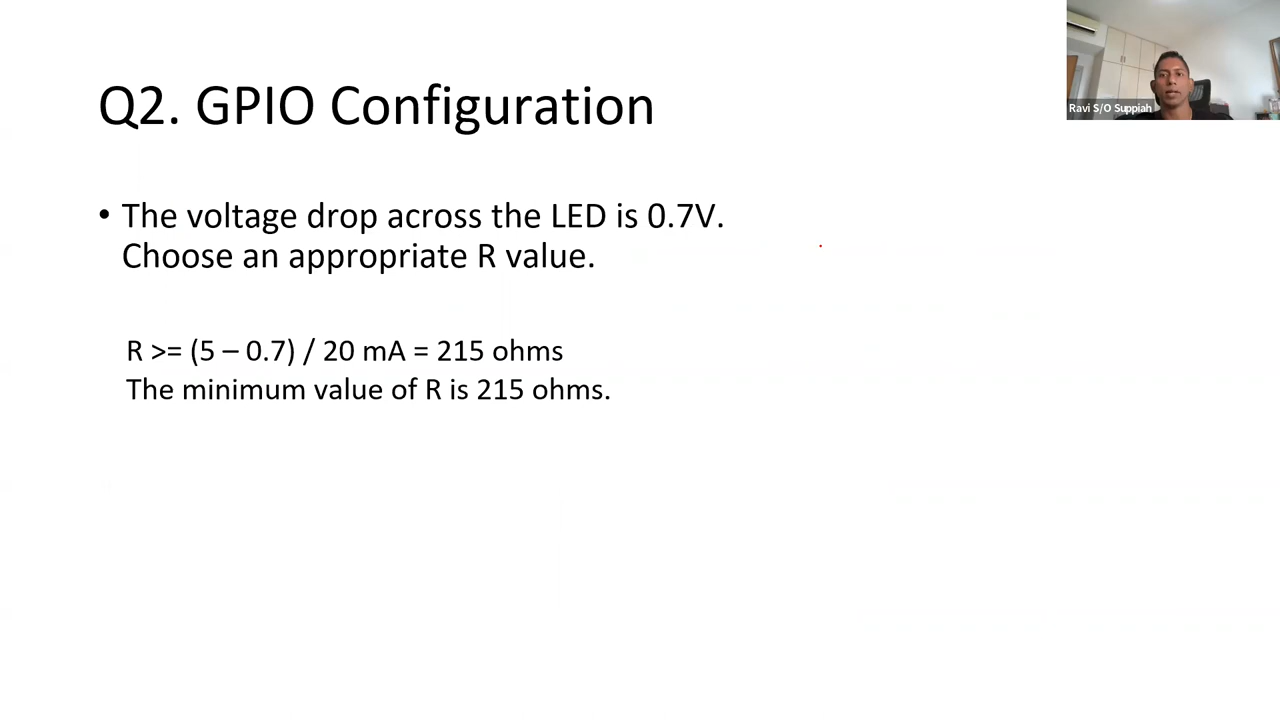 Q2. GPIO Configuration
Ravi S/O Suppiah
• The voltage drop across the LED is 0.7V.
Choose an appropriate R value.
R >= (5 – 0.7) / 20 mA = 215 ohms
The minimum value of R is 215 ohms.